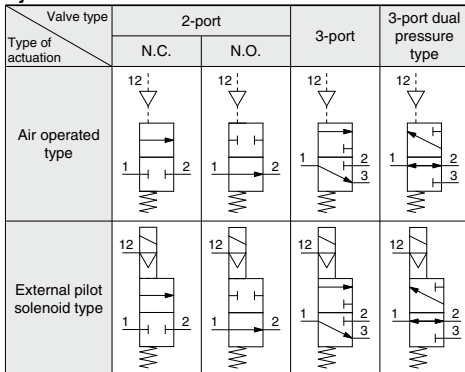 Valve type
Type of
actuation
2-port
N.C.
N.O.
3-port
3-port dual
pressure
type
Air operated
type
12
1
2
12
1
2
12
1
2
3
12
1
2
3
External pilot
solenoid type
12
1
2
12
1
2
12
1
2
3
12
1
2
3